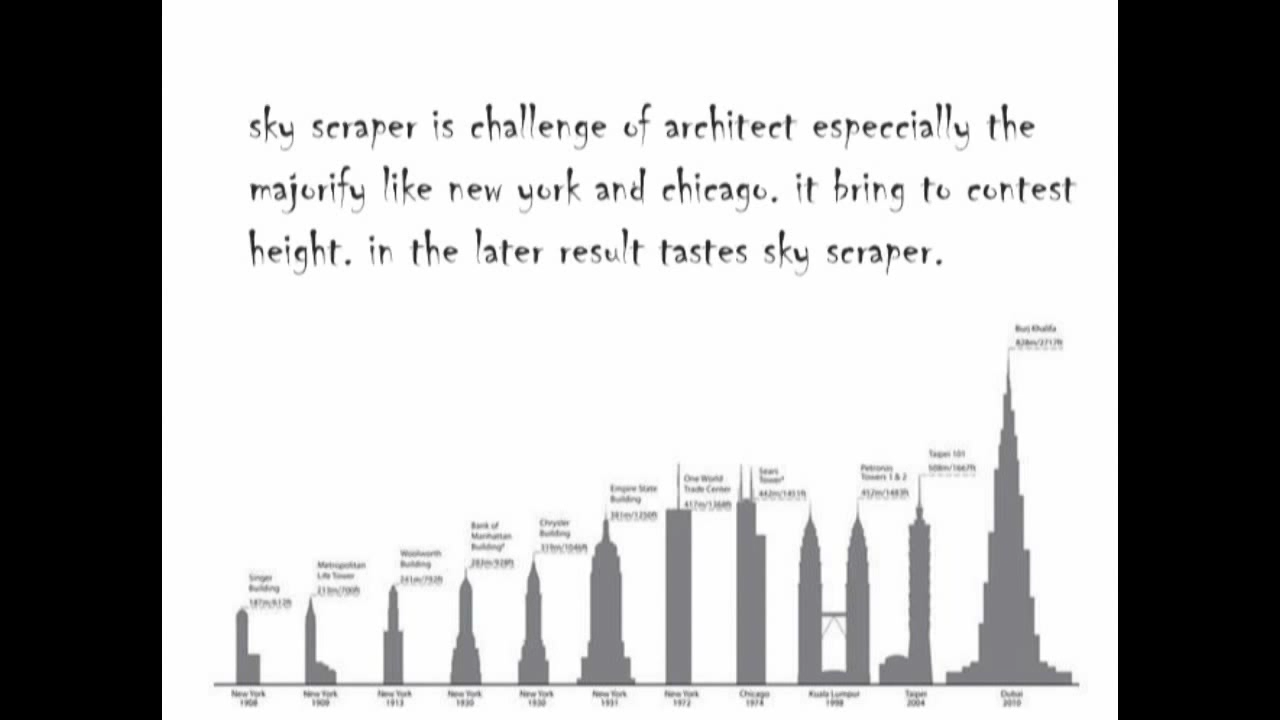 sky scraper is challenge of architect especcially the
majorify like new york and chicago. it bring to contest
height. in the later result tastes sky scraper.
Burj Khalifa
828m/2717ft
Taipei 101
508m/1667ft
Petronas
Towers 1 & 2
452m/1483ft
Sears
Tower*
442m/1451ft
One World
Trade Center
417m/1368ft
Empire State
Building
381m/1250ft
Chrysler
Building
319m/1046ft
Bank of
Manhattan
Building*
283m/928ft
Woolworth
Building
241m/792ft
Metropolitan
Life Tower
213m/700ft
Singer
Building
187m/612ft
New York
1908
New York
1909
New York
1913
New York
1930
New York
1930
New York
1931
New York
1972
Chicago
1974
Kuala Lumpur
1998
Taipei
2004
Dubai
2010